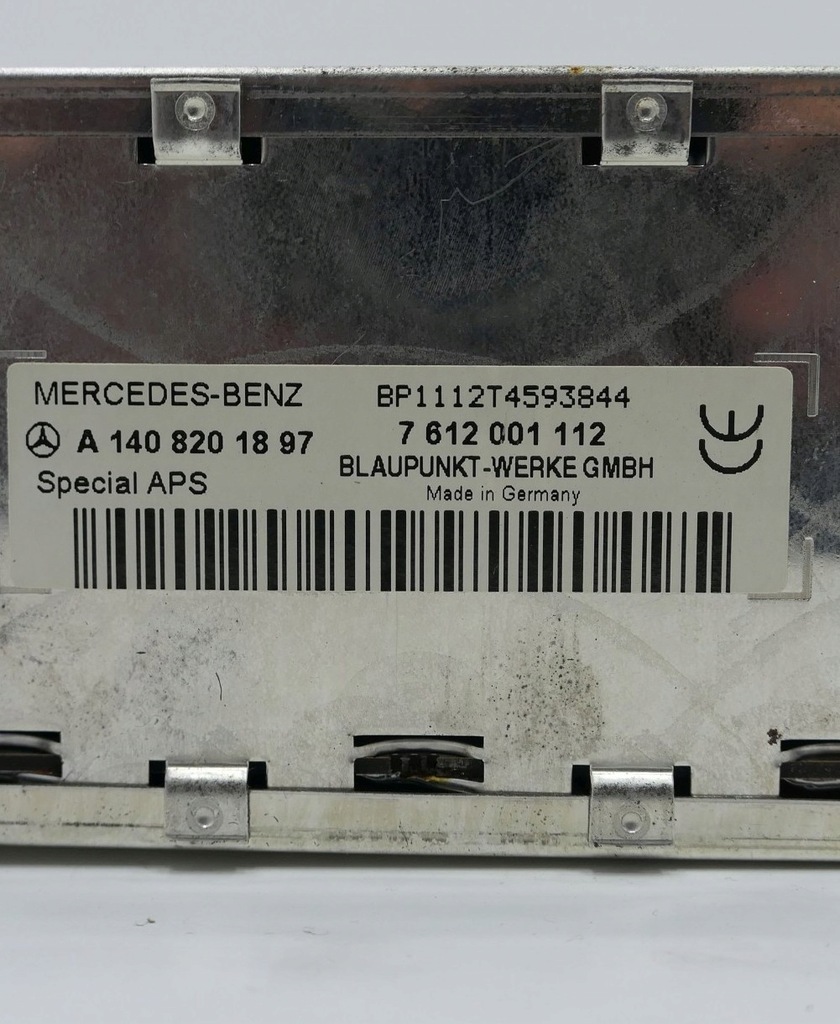 MERCEDES-BENZ
A 140 820 18 97
Special APS
BP1112T4593844
7 612 001 112
BLAUPUNKT-WERKE GMBH
Made in Germany
CE